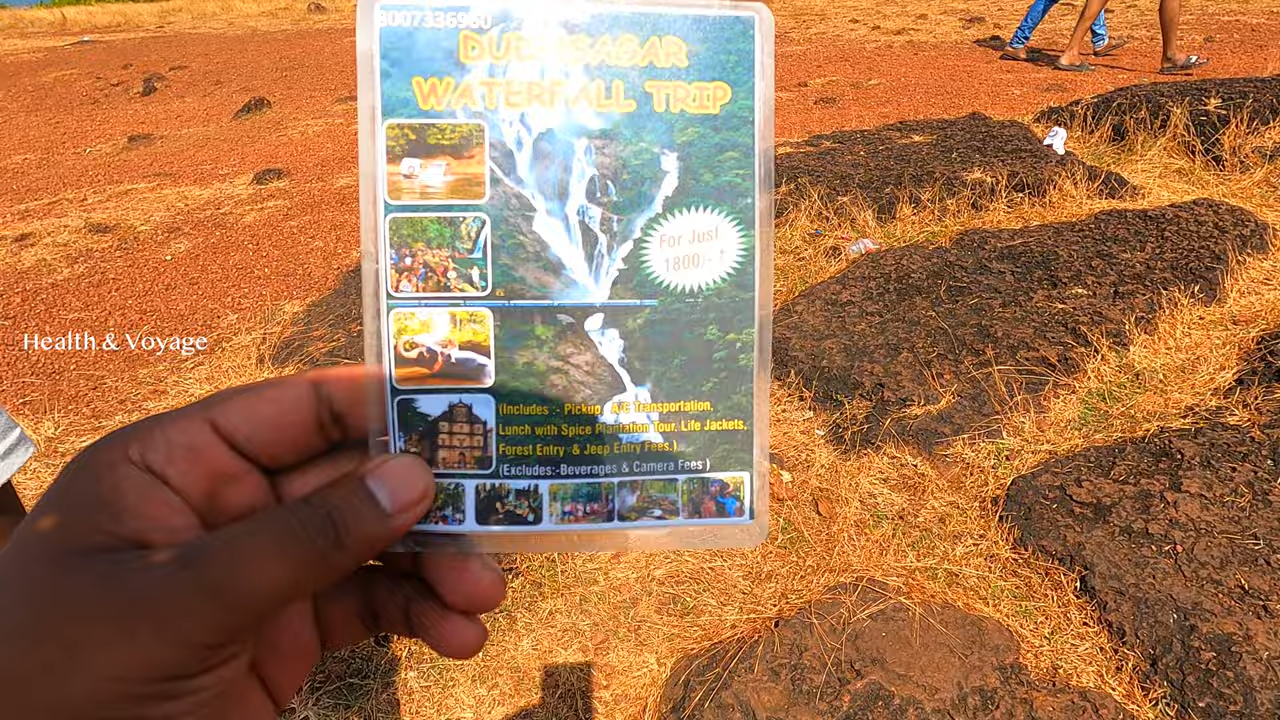 8007336960
DUDHSAGAR
WATERFALL TRIP
For Just
1800/-
(Includes :- Pickup, A/C Transportation,
Lunch with Spice Plantation Tour, Life Jackets,
Forest Entry & Jeep Entry Fees.)
(Excludes:-Beverages & Camera Fees )
Health & Voyage